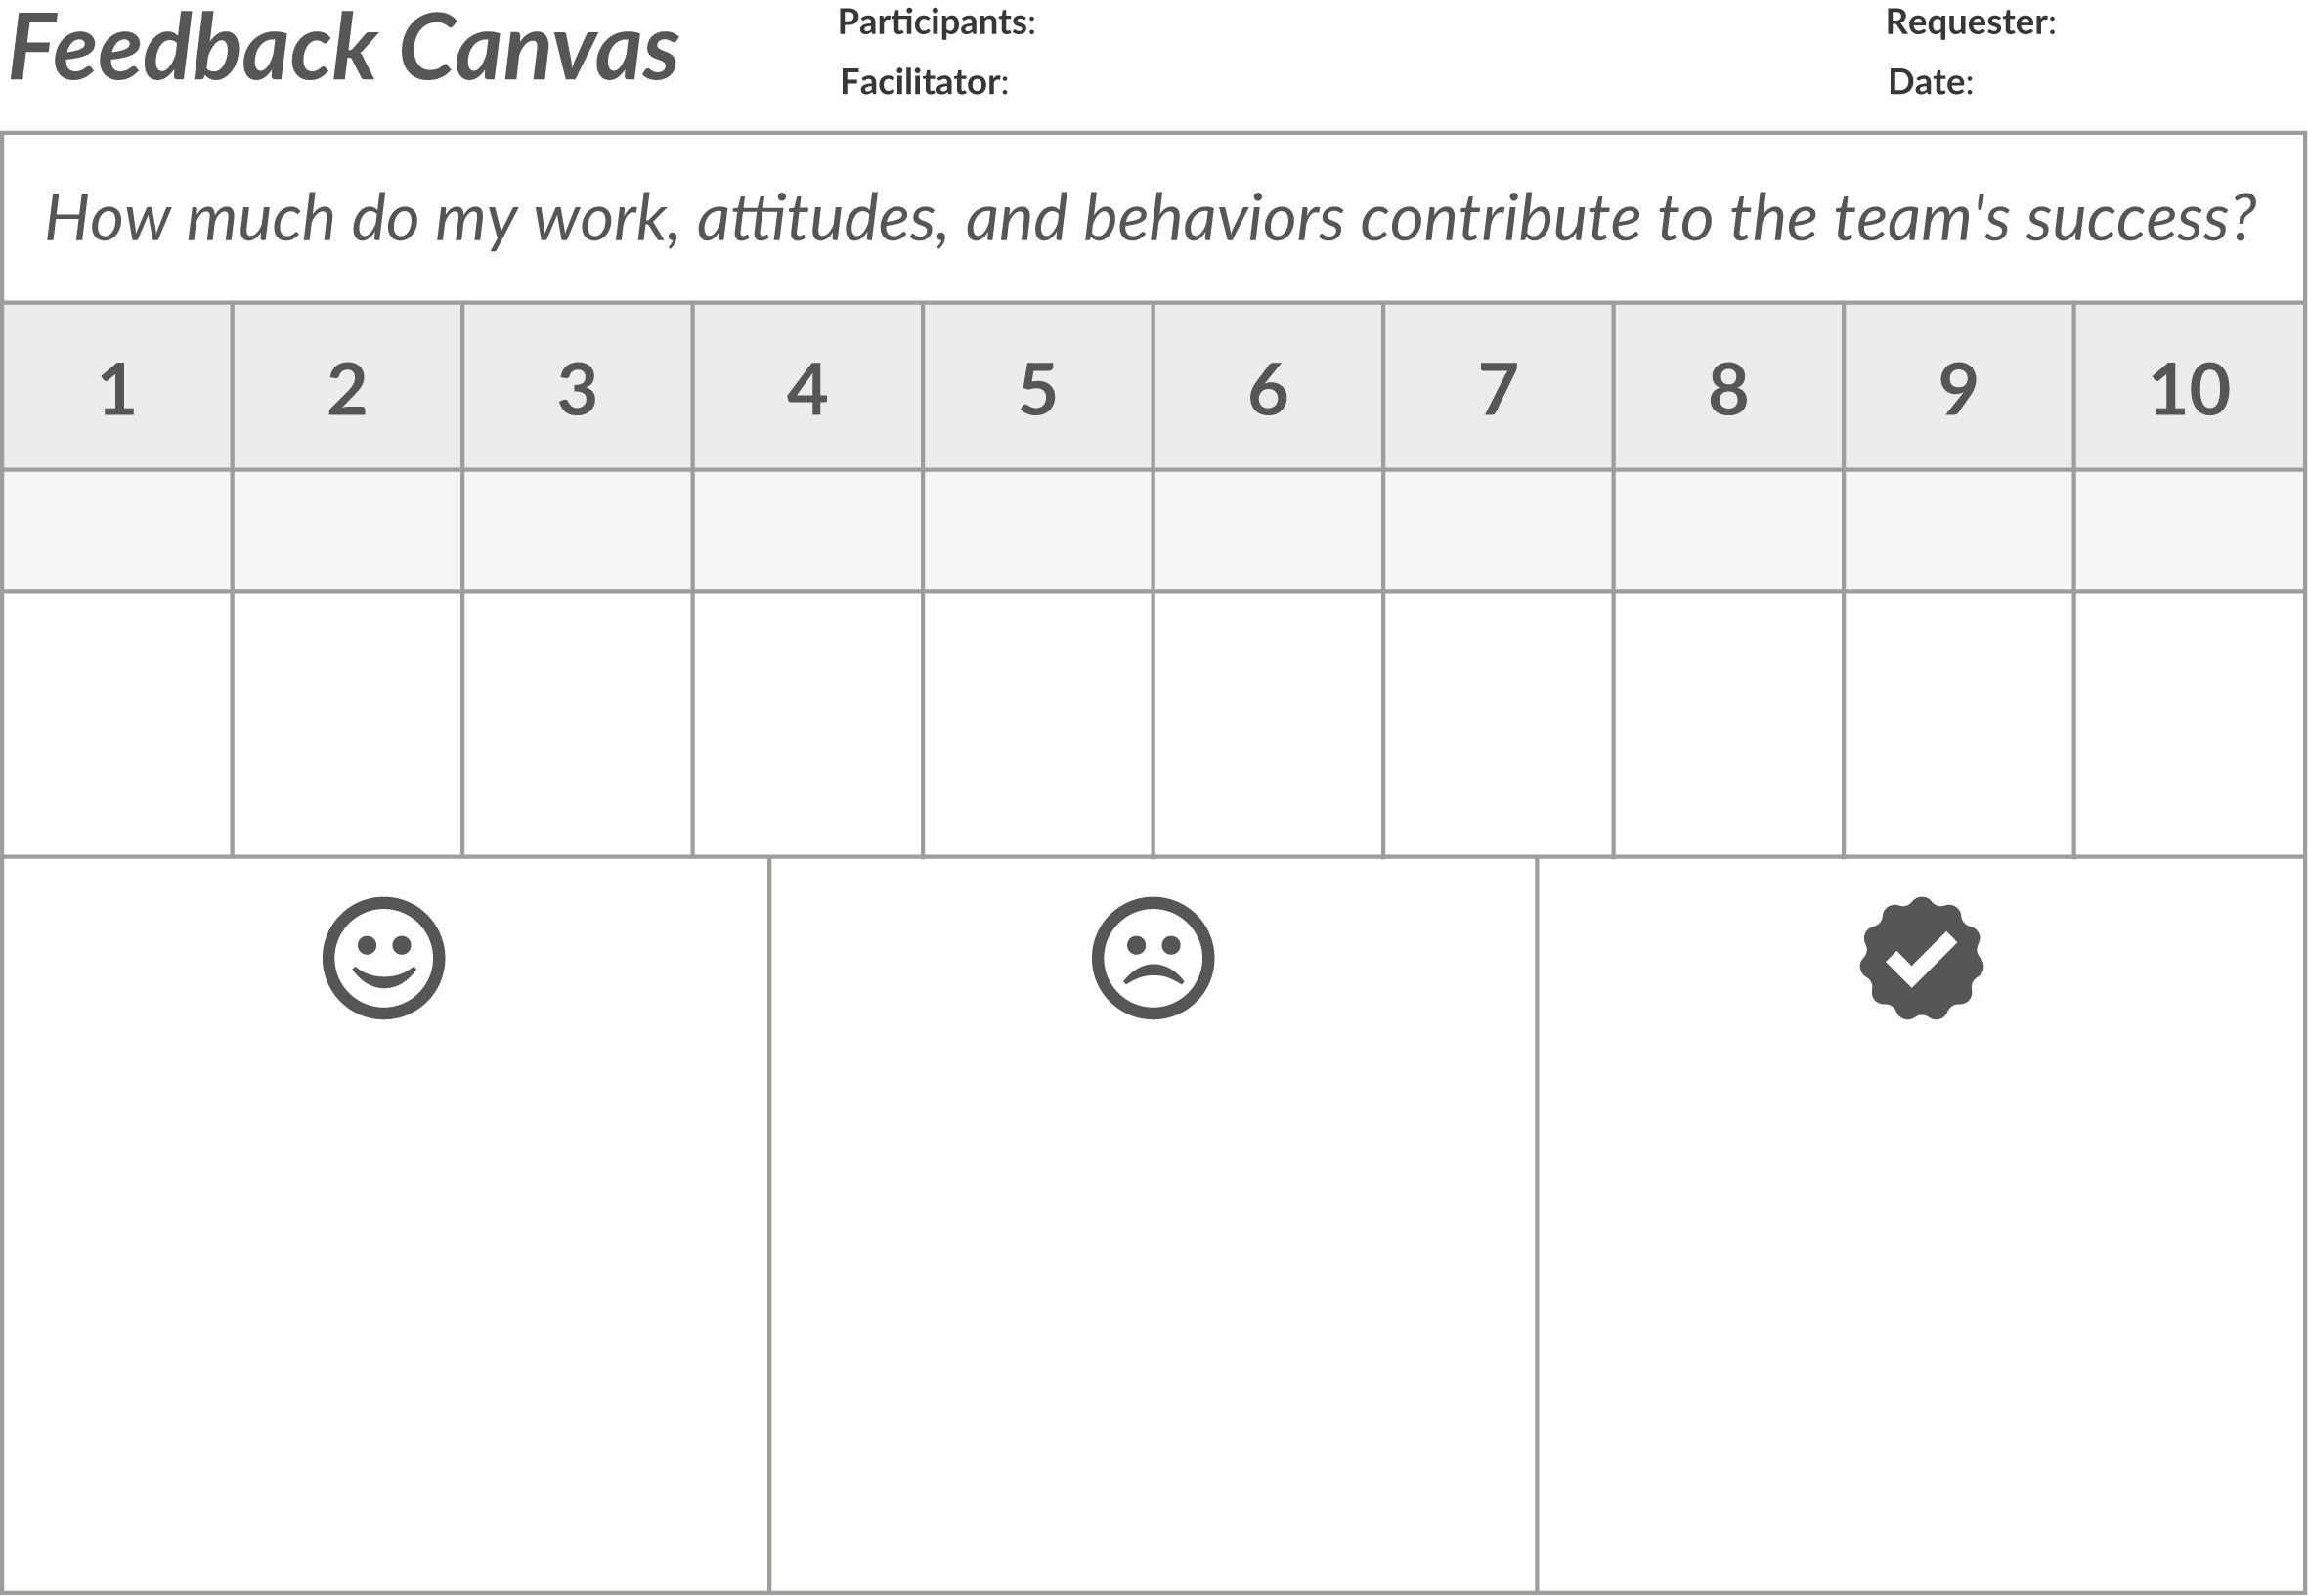 Feedback Canvas
Participants:
Requester:
Facilitator:
Date:
How much do my work, attitudes, and behaviors contribute to the team's success?
1 2 3 4 5 6 7 8 9 10